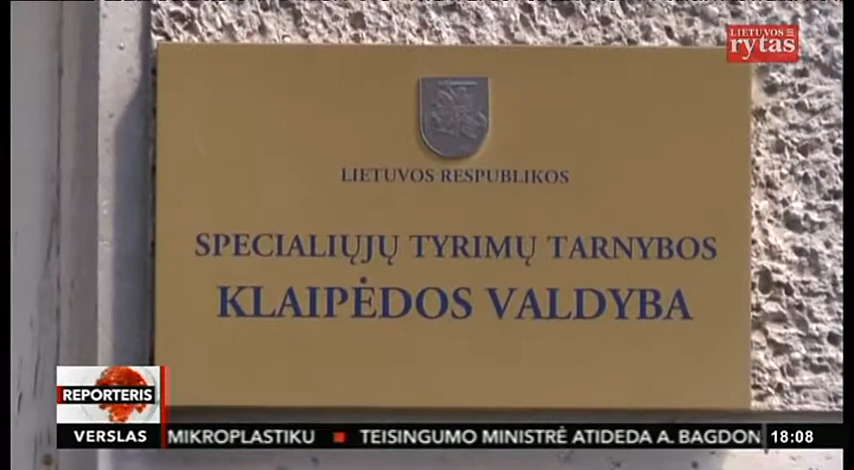 LIETUVOS
rytas
LIETUVOS RESPUBLIKOS
SPECIALIŲJŲ TYRIMŲ TARNYBOS
KLAIPĖDOS VALDYBA
REPORTERIS
VERSLAS
MIKROPLASTIKU ■ TEISINGUMO MINISTRĖ ATIDEDA A. BAGDON
18:08